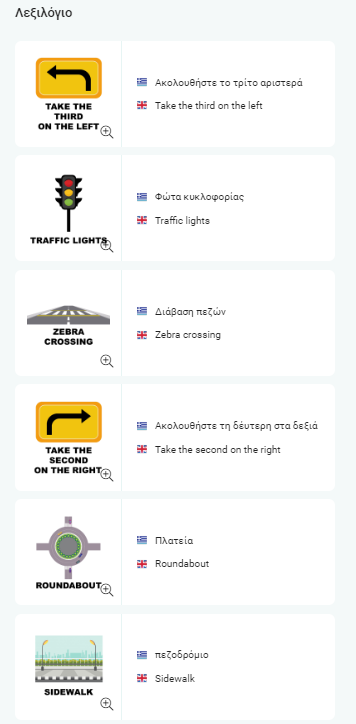 Λεξιλόγιο
TAKE THE
THIRD
ON THE LEFT
Ακολουθήστε το τρίτο αριστερά
Take the third on the left
TRAFFIC LIGHTS
Φώτα κυκλοφορίας
Traffic lights
ZEBRA
CROSSING
Διάβαση πεζών
Zebra crossing
TAKE THE
SECOND
ON THE RIGHT
Ακολουθήστε τη δεύτερη στα δεξιά
Take the second on the right
ROUNDABOUT
Πλατεία
Roundabout
SIDEWALK
πεζοδρόμιο
Sidewalk